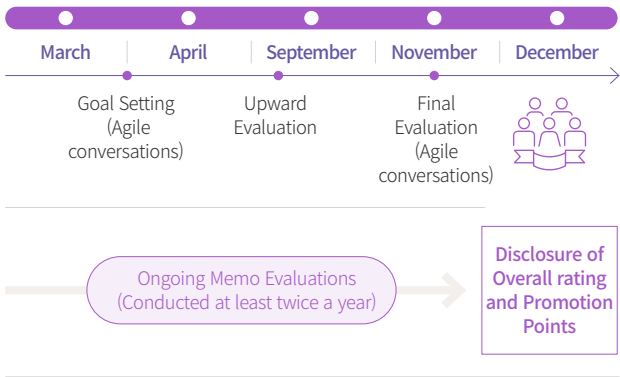 March
April
September
November
December
Goal Setting
(Agile
conversations)
Upward
Evaluation
Final
Evaluation
(Agile
conversations)
Ongoing Memo Evaluations
(Conducted at least twice a year)
Disclosure of
Overall rating
and Promotion
Points